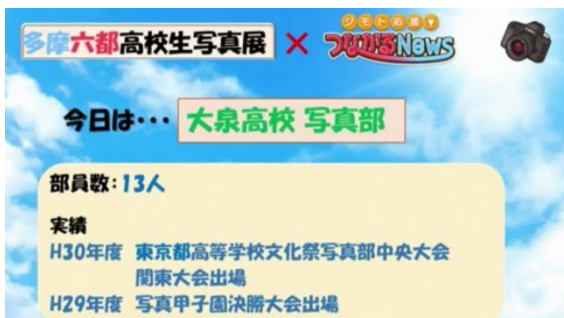 多摩六都高校生写真展 × ジモト応援▼つながるNews
今日は・・・ 大泉高校 写真部
部員数:13人
実績
H30年度 東京都高等学校文化祭写真部中央大会
関東大会出場
H29年度 写真甲子園決勝大会出場